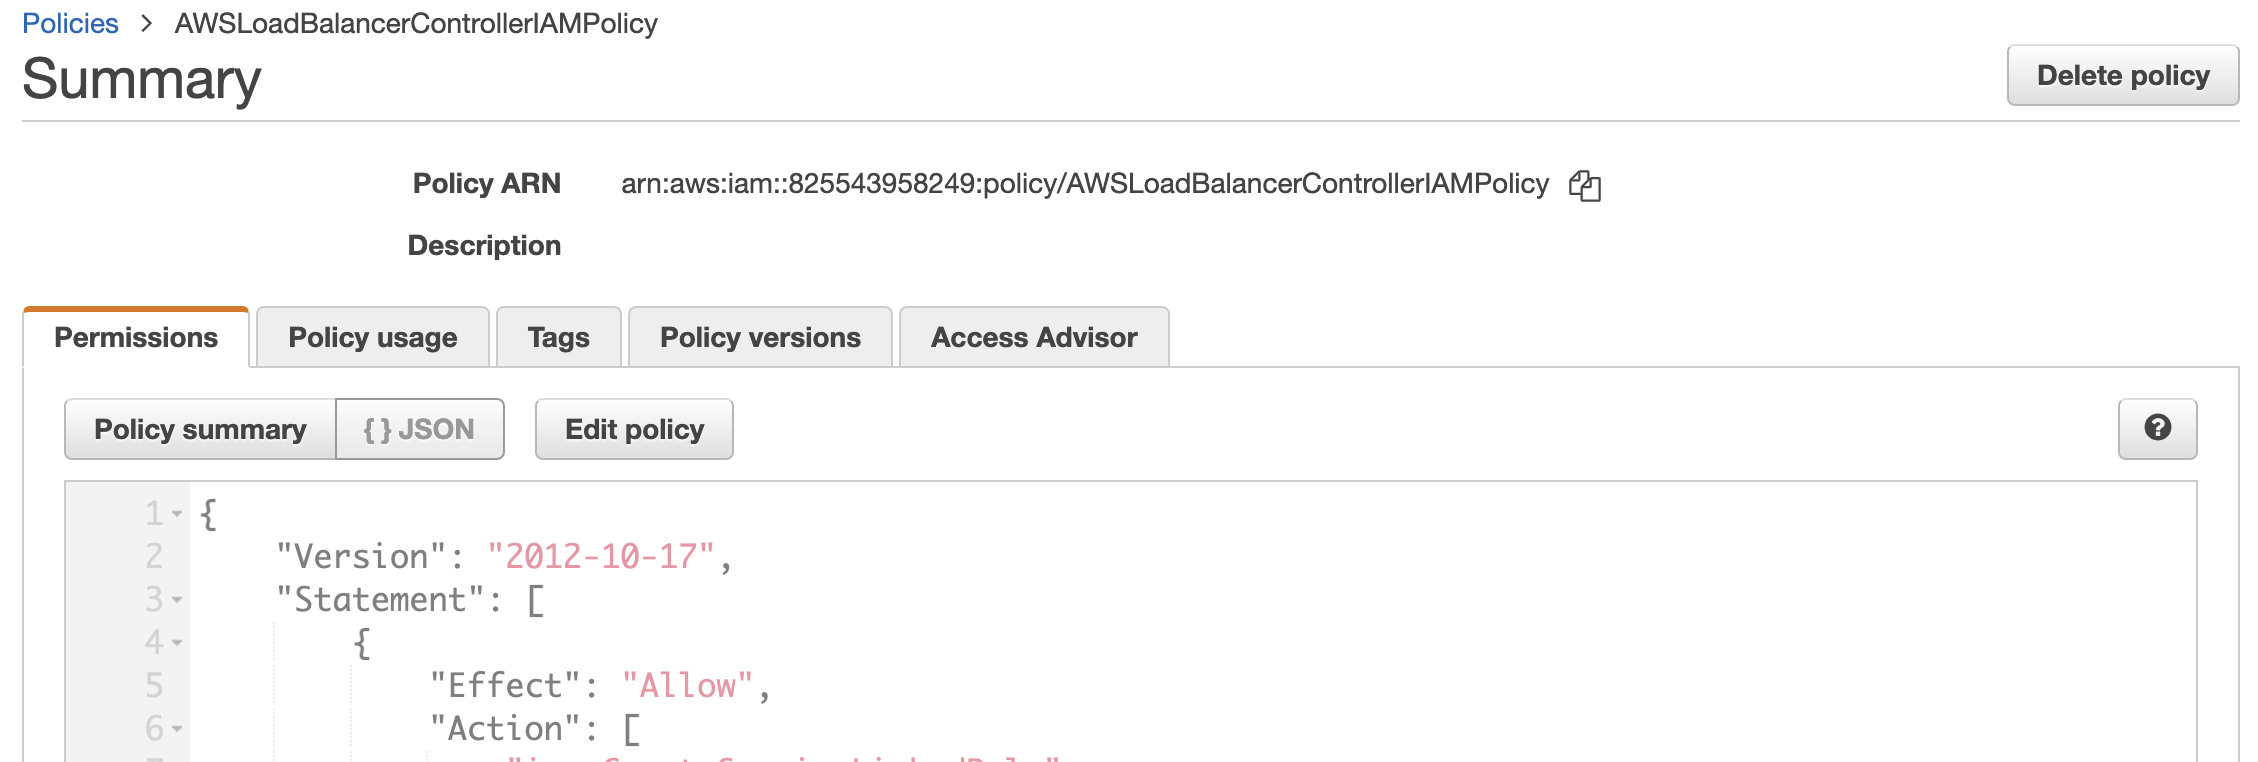 Policies > AWSLoadBalancerControllerIAMPolicy
Summary
Delete policy
Policy ARN arn:aws:iam::825543958249:policy/AWSLoadBalancerControllerIAMPolicy
Description
Permissions Policy usage Tags Policy versions Access Advisor
Policy summary {} JSON Edit policy ?
1 {
2 "Version": "2012-10-17",
3 "Statement": [
4 {
5 "Effect": "Allow",
6 "Action": [